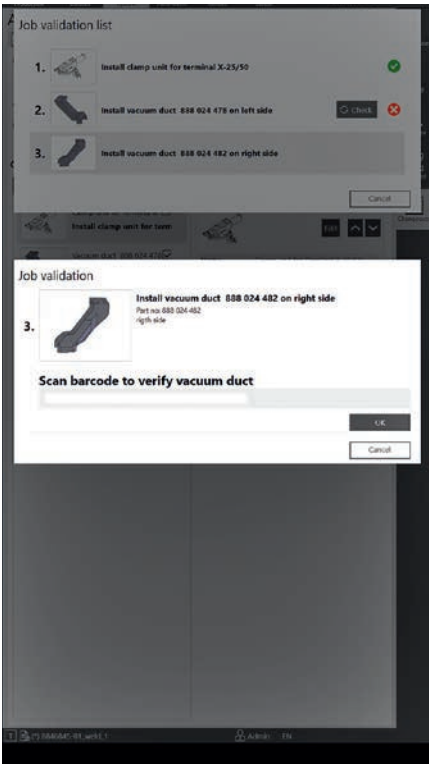 Job validation list
1. Install clamp unit for terminal X-25/50
2. Install vacuum duct 888 024 478 on left side Check
3. Install vacuum duct 888 024 482 on right side
Cancel
Install clamp unit for term Edit
Job validation
Install vacuum duct 888 024 482 on right side
Part no: 888 024 482
rigth side
3.
Scan barcode to verify vacuum duct
OK
Cancel
Admin EN